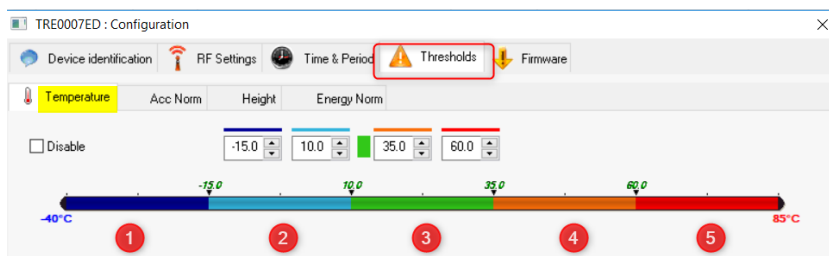 TRE0007ED : Configuration
Device identification RF Settings Time & Period Thresholds Firmware
Temperature Acc Norm Height Energy Norm
Disable -15.0 10.0 35.0 60.0
-15.0 10.0 35.0 60.0
-40°C 85°C
1 2 3 4 5